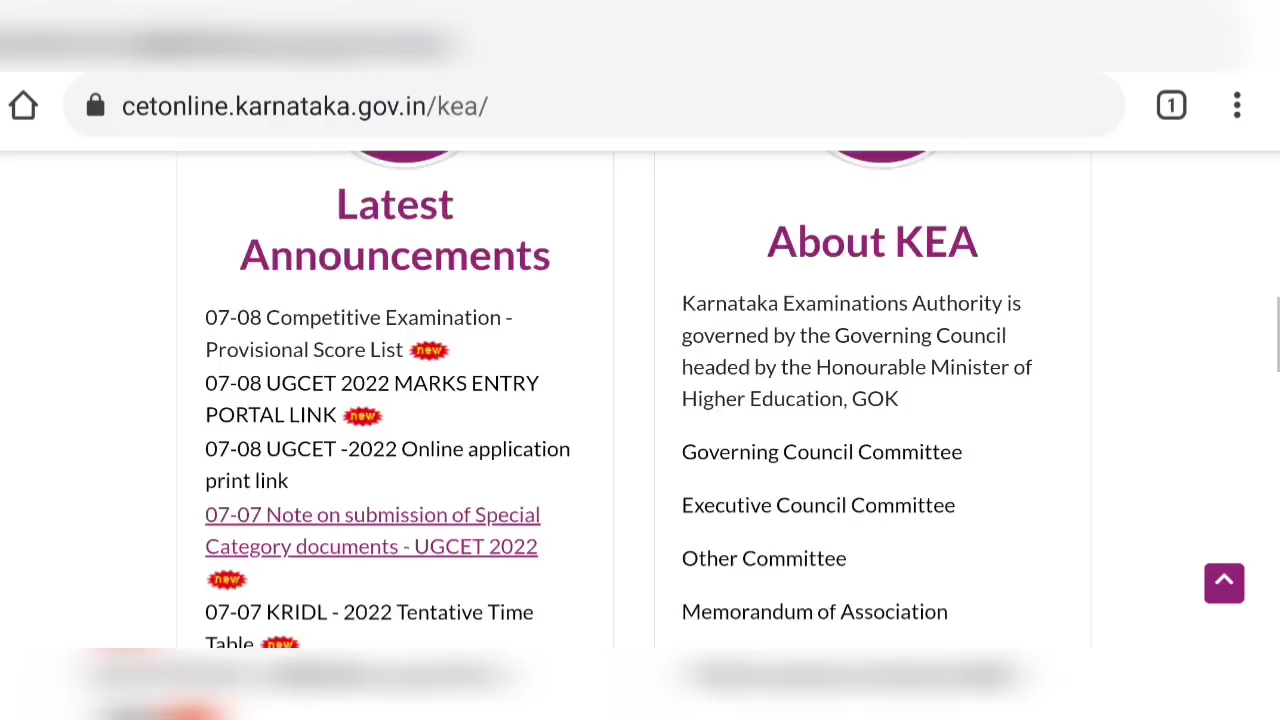 cetonline.karnataka.gov.in/kea/
1
Latest
Announcements
07-08 Competitive Examination -
Provisional Score List new
07-08 UGCET 2022 MARKS ENTRY
PORTAL LINK new
07-08 UGCET -2022 Online application
print link
07-07 Note on submission of Special
Category documents - UGCET 2022
new
07-07 KRIDL - 2022 Tentative Time
Table new
About KEA
Karnataka Examinations Authority is
governed by the Governing Council
headed by the Honourable Minister of
Higher Education, GOK
Governing Council Committee
Executive Council Committee
Other Committee
Memorandum of Association